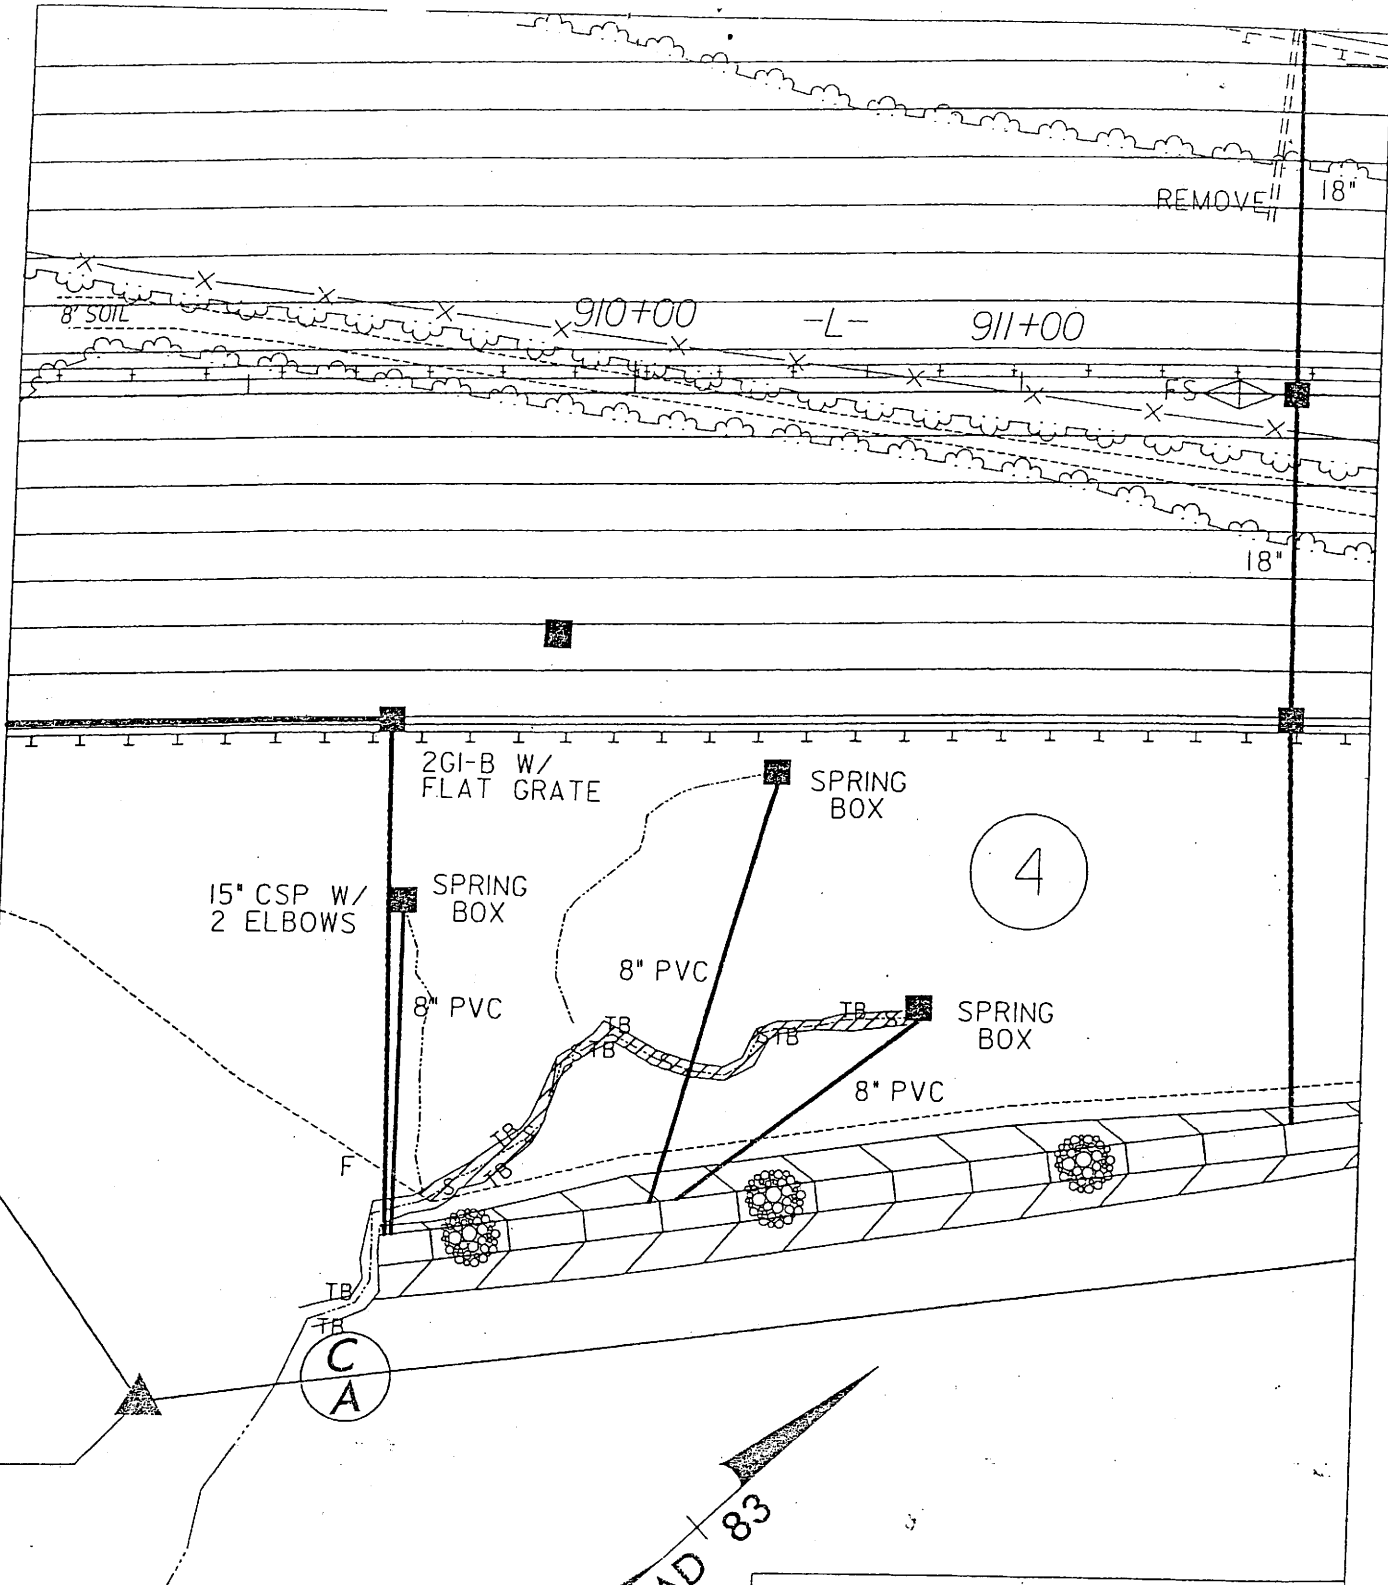 REMOVE
18"
8' SOIL
910+00
-L-
911+00
FS
18"
2GI-B W/
FLAT GRATE
SPRING
BOX
4
15" CSP W/
2 ELBOWS
SPRING
BOX
8" PVC
8" PVC
TB
TB
TB
STB
SPRING
BOX
8" PVC
TB
TB
F
S
TB
TB
C
A
83